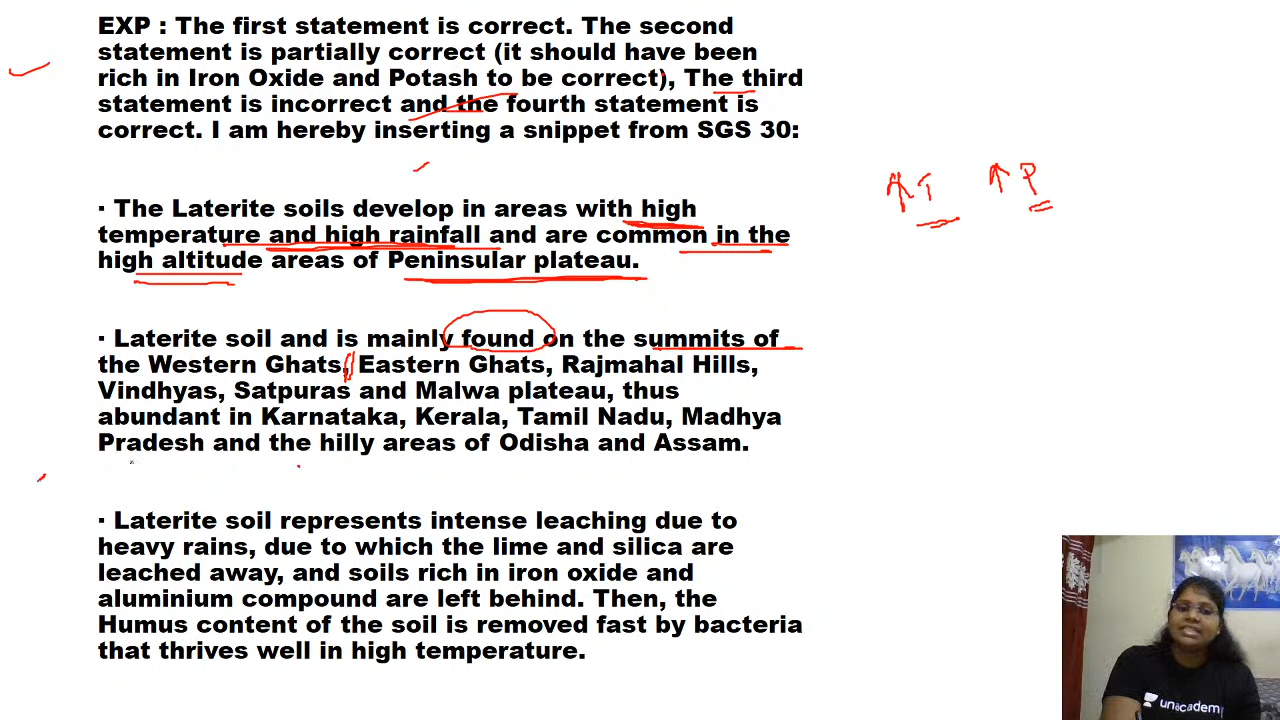 EXP : The first statement is correct. The second
statement is partially correct (it should have been
rich in Iron Oxide and Potash to be correct), The third
statement is incorrect and the fourth statement is
correct. I am hereby inserting a snippet from SGS 30:
↑T ↑P
· The Laterite soils develop in areas with high
temperature and high rainfall and are common in the
high altitude areas of Peninsular plateau.
· Laterite soil and is mainly found on the summits of
the Western Ghats, Eastern Ghats, Rajmahal Hills,
Vindhyas, Satpuras and Malwa plateau, thus
abundant in Karnataka, Kerala, Tamil Nadu, Madhya
Pradesh and the hilly areas of Odisha and Assam.
· Laterite soil represents intense leaching due to
heavy rains, due to which the lime and silica are
leached away, and soils rich in iron oxide and
aluminium compound are left behind. Then, the
Humus content of the soil is removed fast by bacteria
that thrives well in high temperature.
unacademy